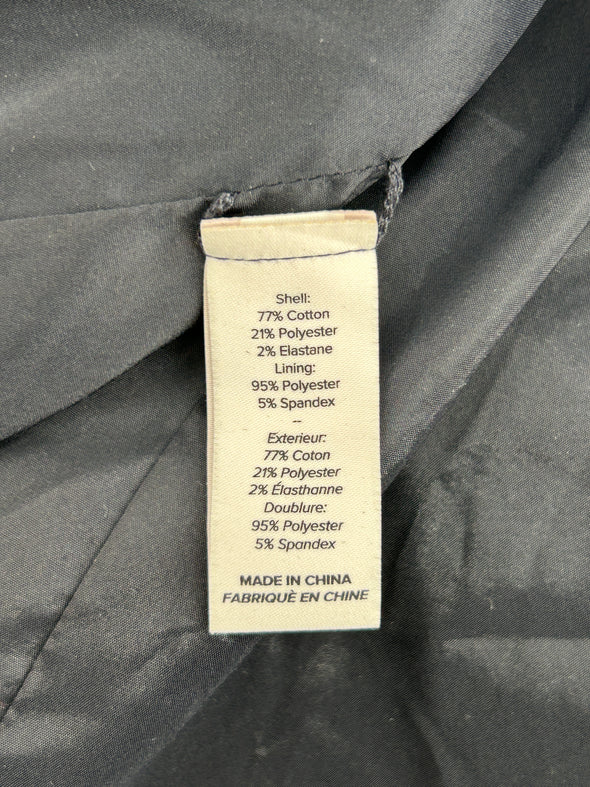 Shell:
77% Cotton
21% Polyester
2% Elastane
Lining:
95% Polyester
5% Spandex
--
Exterieur:
77% Coton
21% Polyester
2% Élasthanne
Doublure:
95% Polyester
5% Spandex
MADE IN CHINA
FABRIQUÈ EN CHINE